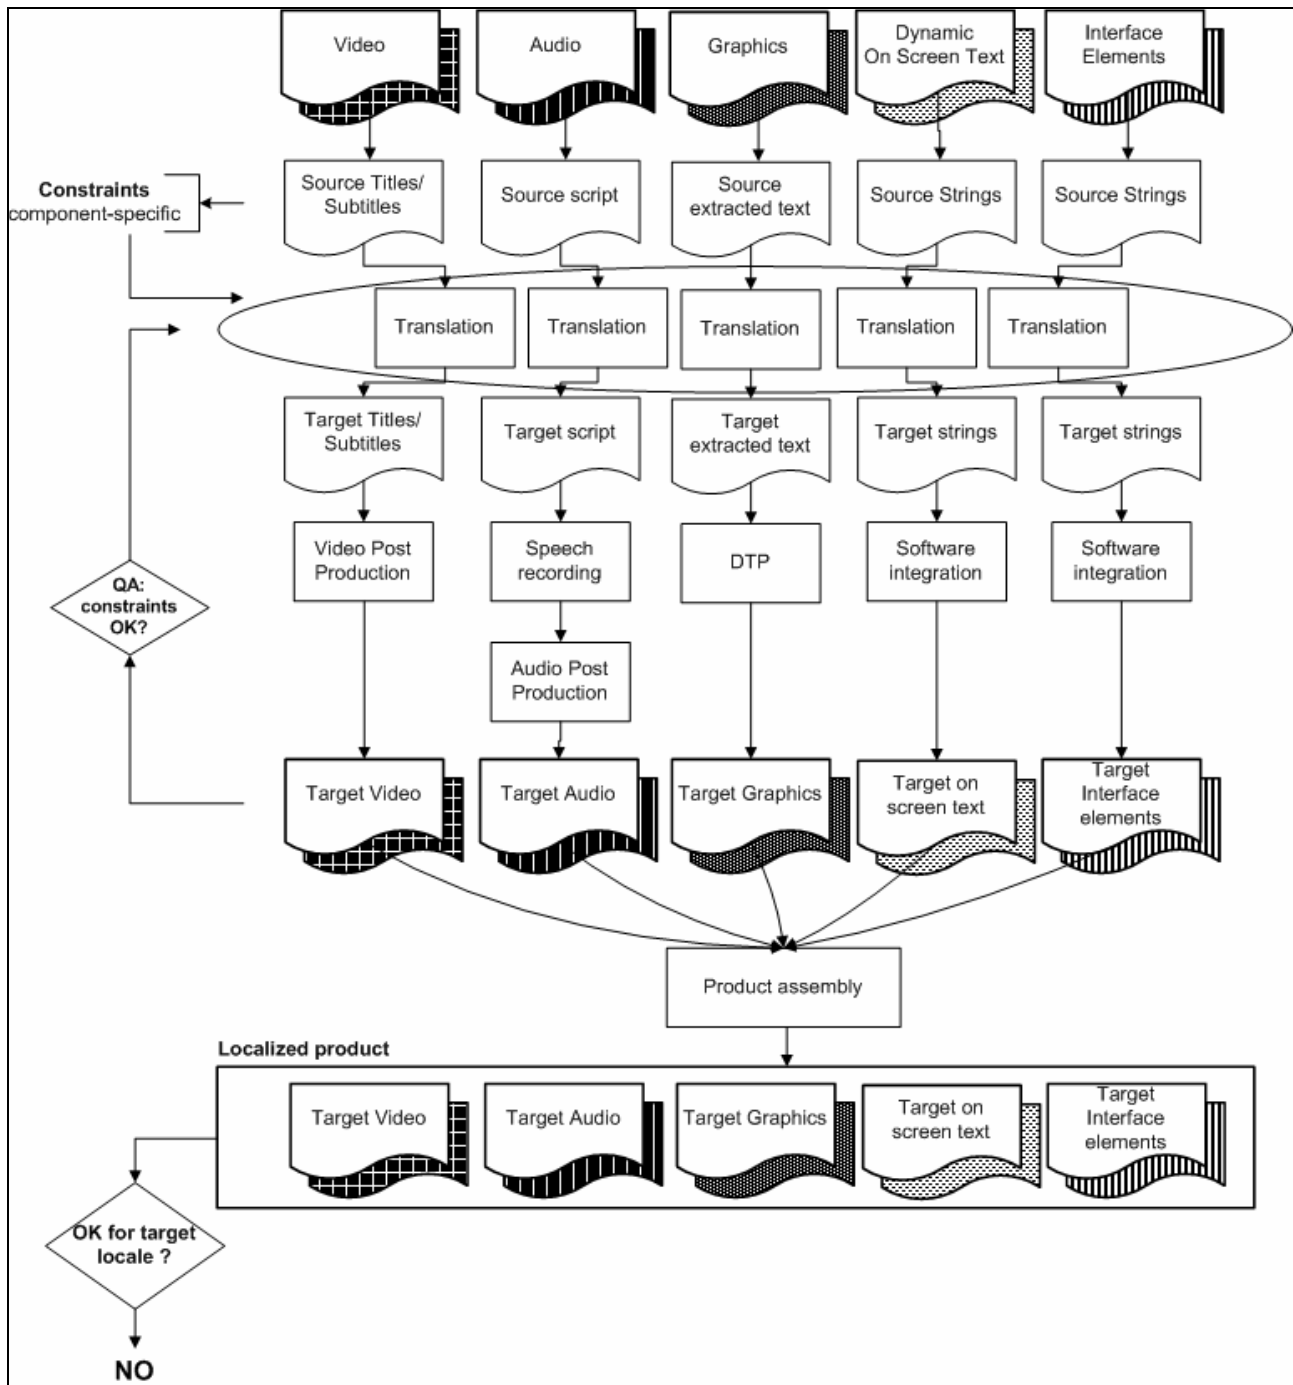 Video
Audio
Graphics
Dynamic
On Screen Text
Interface
Elements
Constraints
component-specific
Source Titles/
Subtitles
Source script
Source
extracted text
Source Strings
Source Strings
Translation
Translation
Translation
Translation
Translation
Target Titles/
Subtitles
Target script
Target
extracted text
Target strings
Target strings
QA:
constraints
OK?
Video Post
Production
Speech
recording
DTP
Software
integration
Software
integration
Audio Post
Production
Target Video
Target Audio
Target Graphics
Target on
screen text
Target
Interface
elements
Product assembly
Localized product
Target Video
Target Audio
Target Graphics
Target on
screen text
Target
Interface
elements
OK for target
locale ?
NO